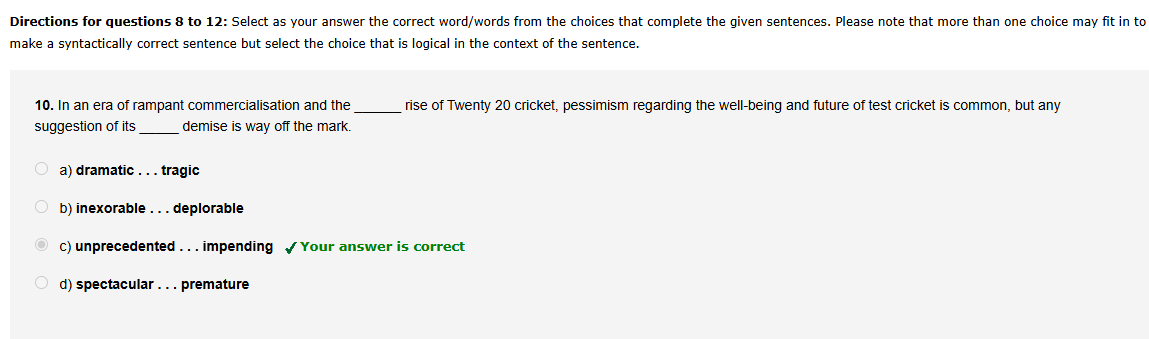 Directions for questions 8 to 12: Select as your answer the correct word/words from the choices that complete the given sentences. Please note that more than one choice may fit in to
make a syntactically correct sentence but select the choice that is logical in the context of the sentence.
10. In an era of rampant commercialisation and the ______ rise of Twenty 20 cricket, pessimism regarding the well-being and future of test cricket is common, but any
suggestion of its _____ demise is way off the mark.
a) dramatic . . . tragic
b) inexorable . . . deplorable
c) unprecedented . . . impending ✓ Your answer is correct
d) spectacular . . . premature